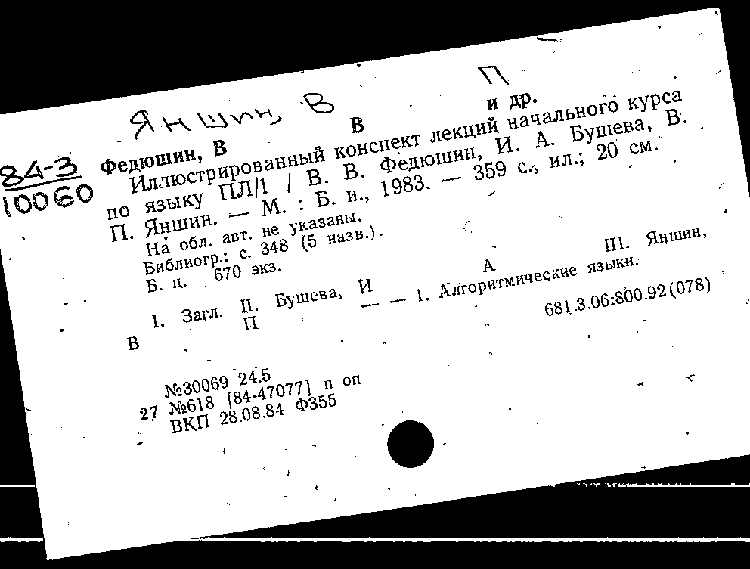 Яншин, В П
84-3
10060
Федюшин, В В и др.
Иллюстрированный конспект лекций начального курса
по языку ПЛ/1 / В. В. Федюшин, И. А. Бушева, В.
П. Яншин. — М. : Б. и., 1983. — 359 с., ил.; 20 см.
На обл. авт. не указаны.
Библиогр.: с. 348 (5 назв.).
Б. ц. 670 экз.
I. Загл. II. Бушева, И А III. Яншин,
В П — — 1. Алгоритмические языки.
681.3.06:800.92(078)
№30069 24.5
27 №618 [84-47077] п оп
ВКП 28.08.84 Ф355